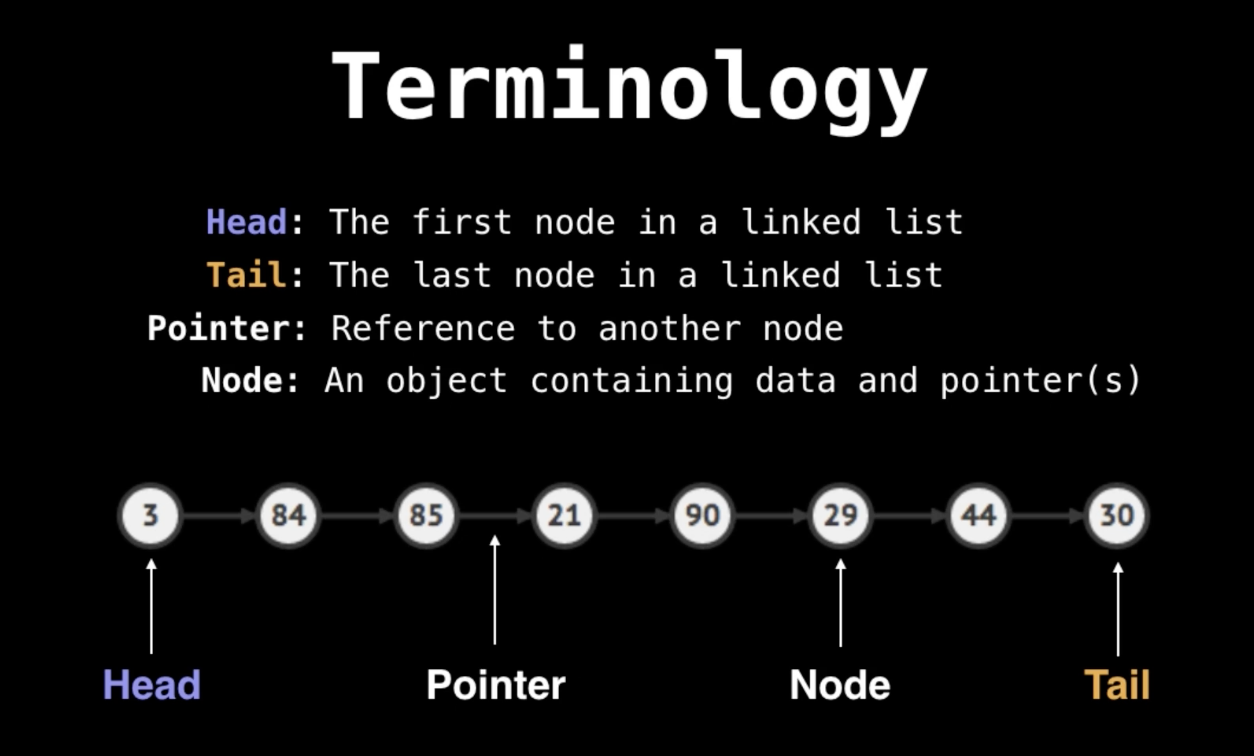 Terminology
Head: The first node in a linked list
Tail: The last node in a linked list
Pointer: Reference to another node
Node: An object containing data and pointer(s)
3 84 85 21 90 29 44 30
Head Pointer Node Tail